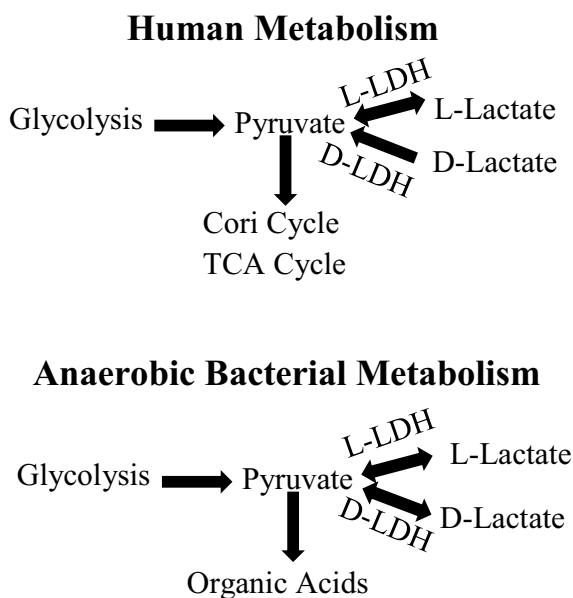 Human Metabolism
Glycolysis
Pyruvate
L-LDH
L-Lactate
D-LDH
D-Lactate
Cori Cycle
TCA Cycle
Anaerobic Bacterial Metabolism
Glycolysis
Pyruvate
L-LDH
L-Lactate
D-LDH
D-Lactate
Organic Acids